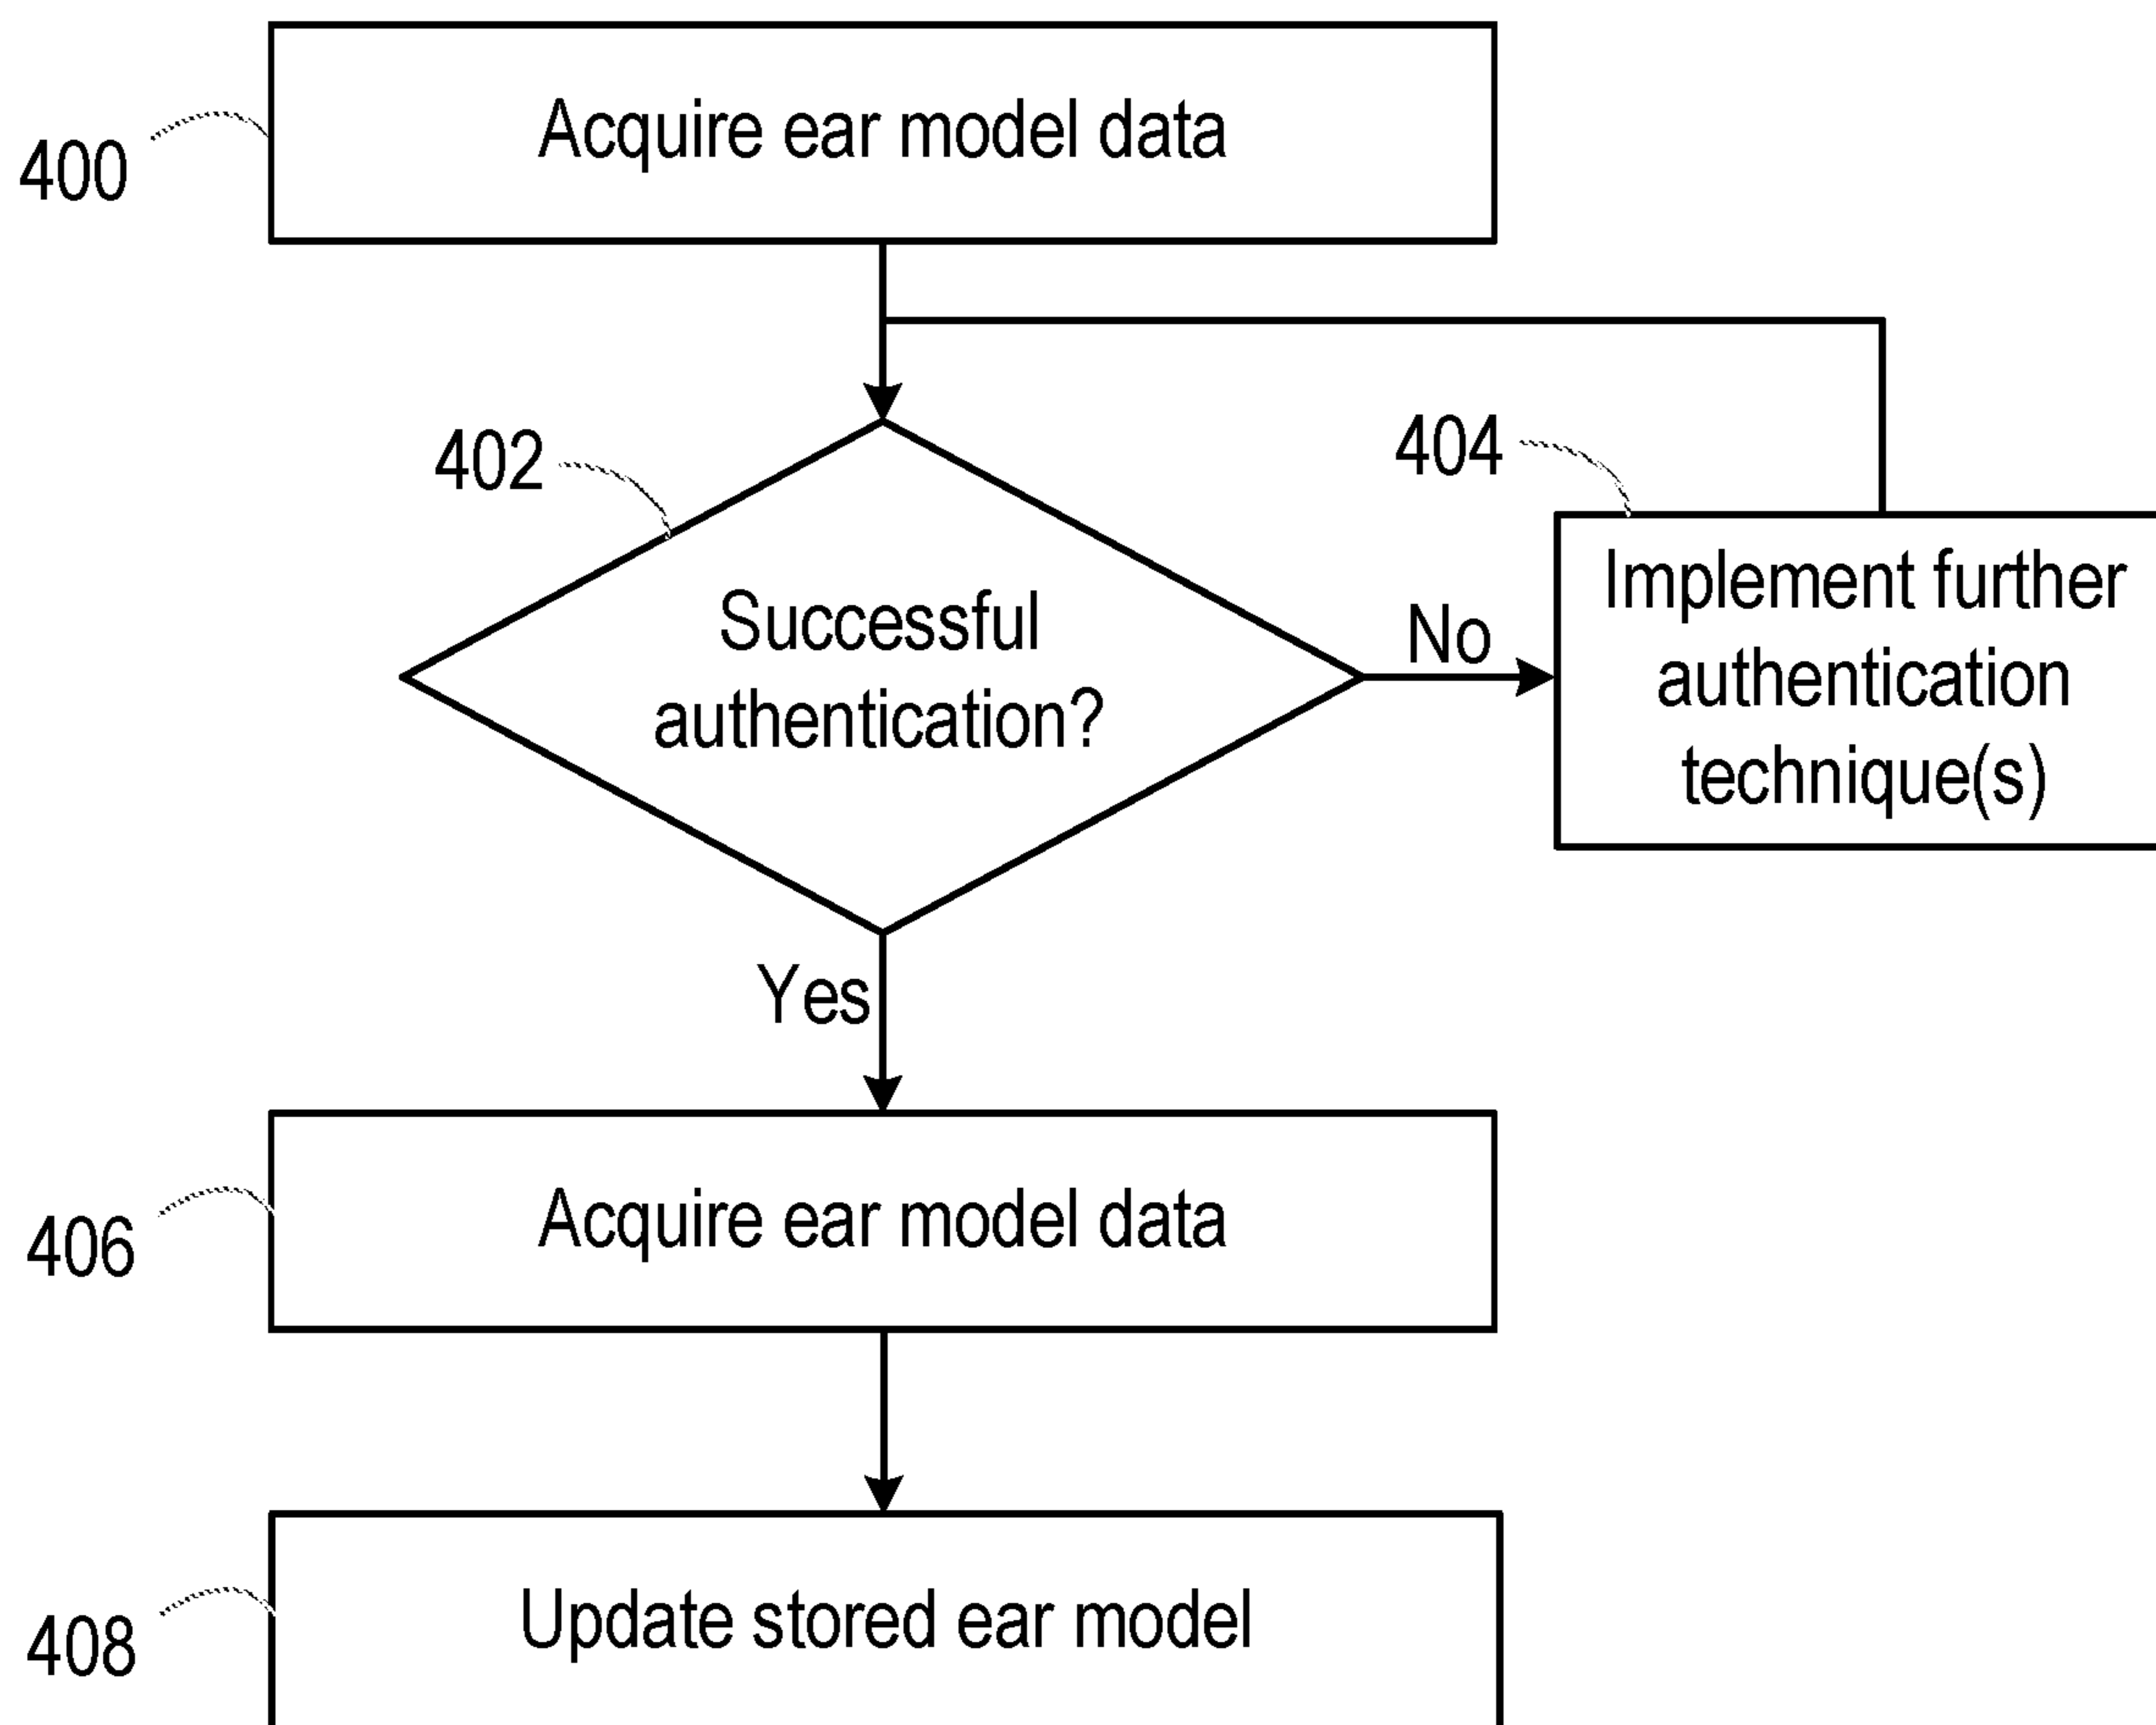 400
Acquire ear model data
402
Successful
authentication?
No
404
Implement further
authentication
technique(s)
Yes
406
Acquire ear model data
408
Update stored ear model